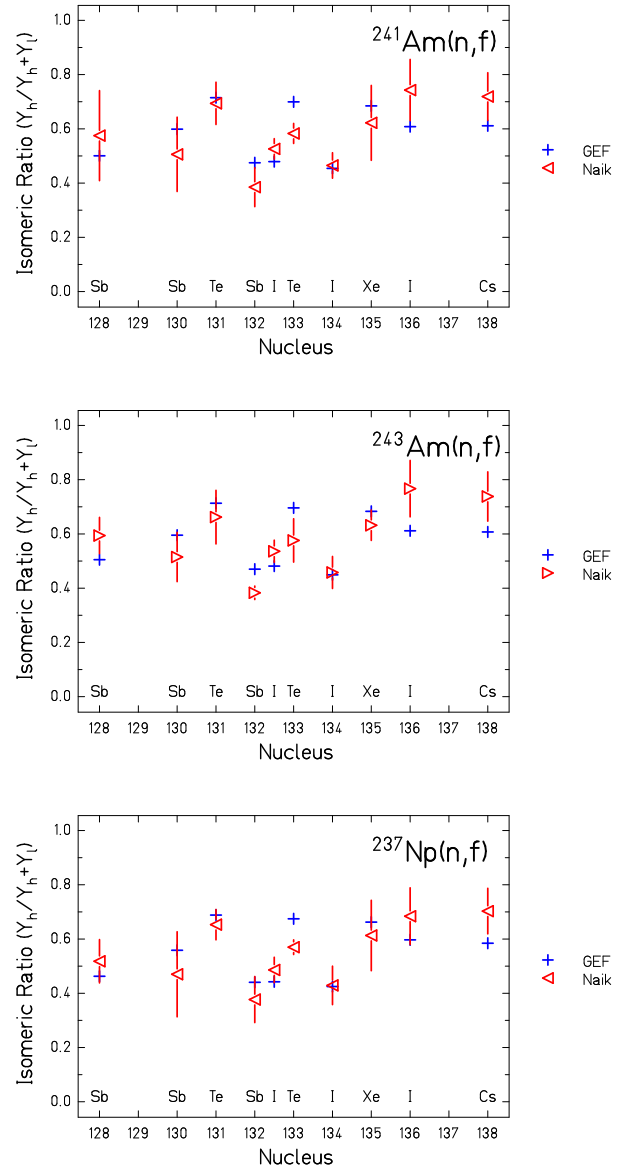 1.0
²⁴¹Am(n,f)
0.8
0.6
0.4
0.2
0.0
Isomeric Ratio (Yₕ/Yₕ+Yₗ)
GEF
Naik
Sb Sb Te Sb I Te I Xe I Cs
128 129 130 131 132 133 134 135 136 137 138
Nucleus
1.0
²⁴³Am(n,f)
0.8
0.6
0.4
0.2
0.0
Isomeric Ratio (Yₕ/Yₕ+Yₗ)
GEF
Naik
Sb Sb Te Sb I Te I Xe I Cs
128 129 130 131 132 133 134 135 136 137 138
Nucleus
1.0
²³⁷Np(n,f)
0.8
0.6
0.4
0.2
0.0
Isomeric Ratio (Yₕ/Yₕ+Yₗ)
GEF
Naik
Sb Sb Te Sb I Te I Xe I Cs
128 129 130 131 132 133 134 135 136 137 138
Nucleus